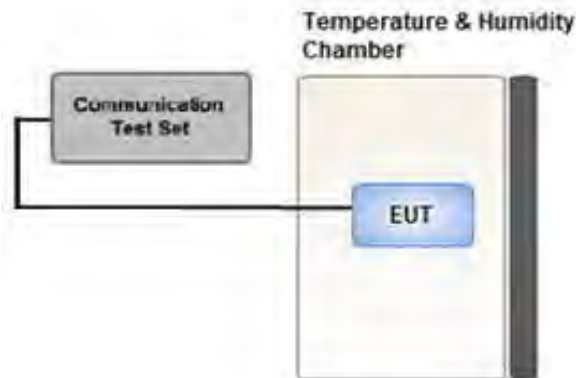 Temperature & Humidity
Chamber
Communication
Test Set
EUT